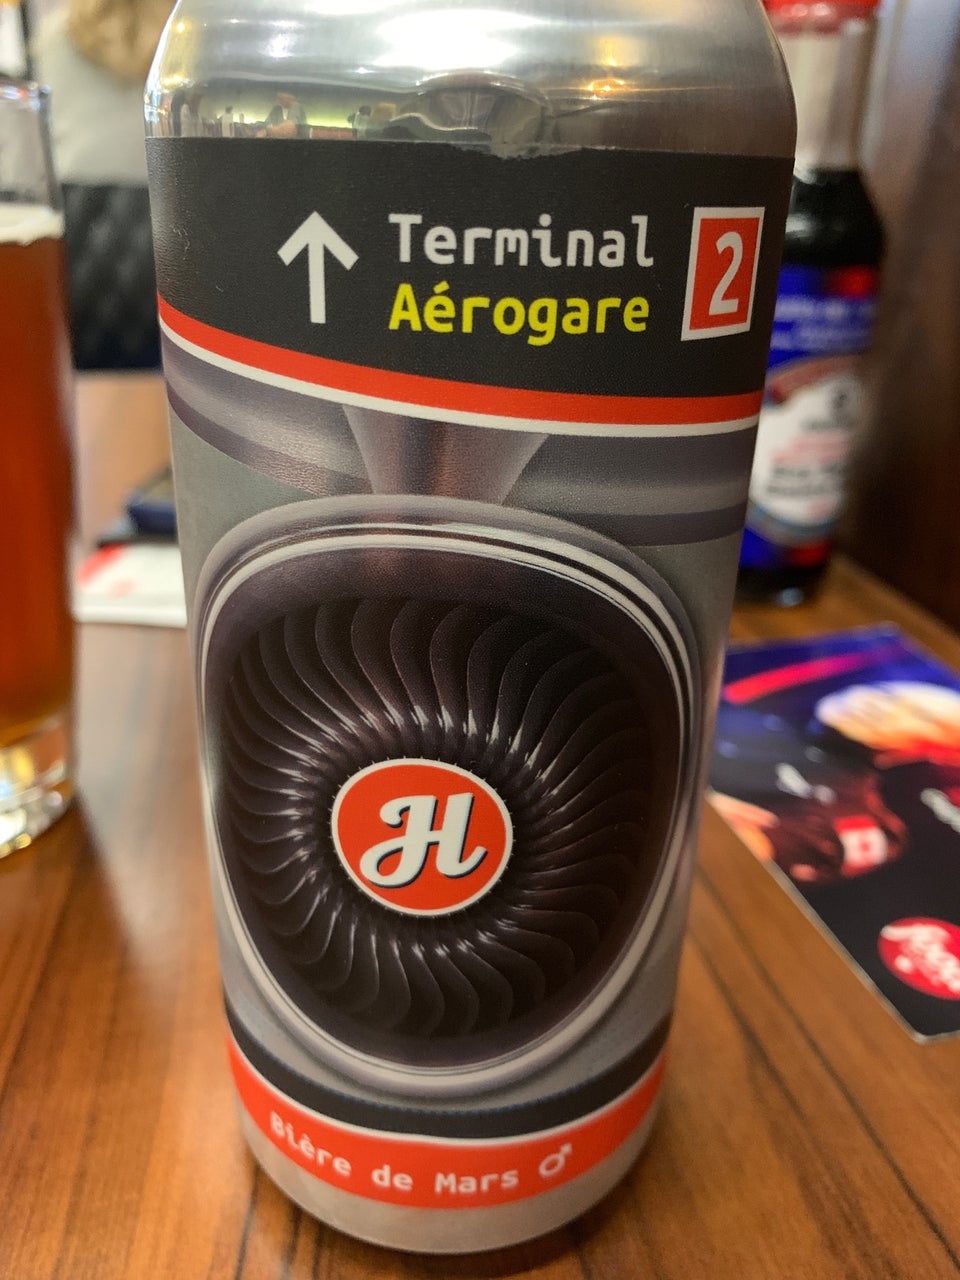 ↑ Terminal 2
Aérogare
H
Bière de Mars ♂